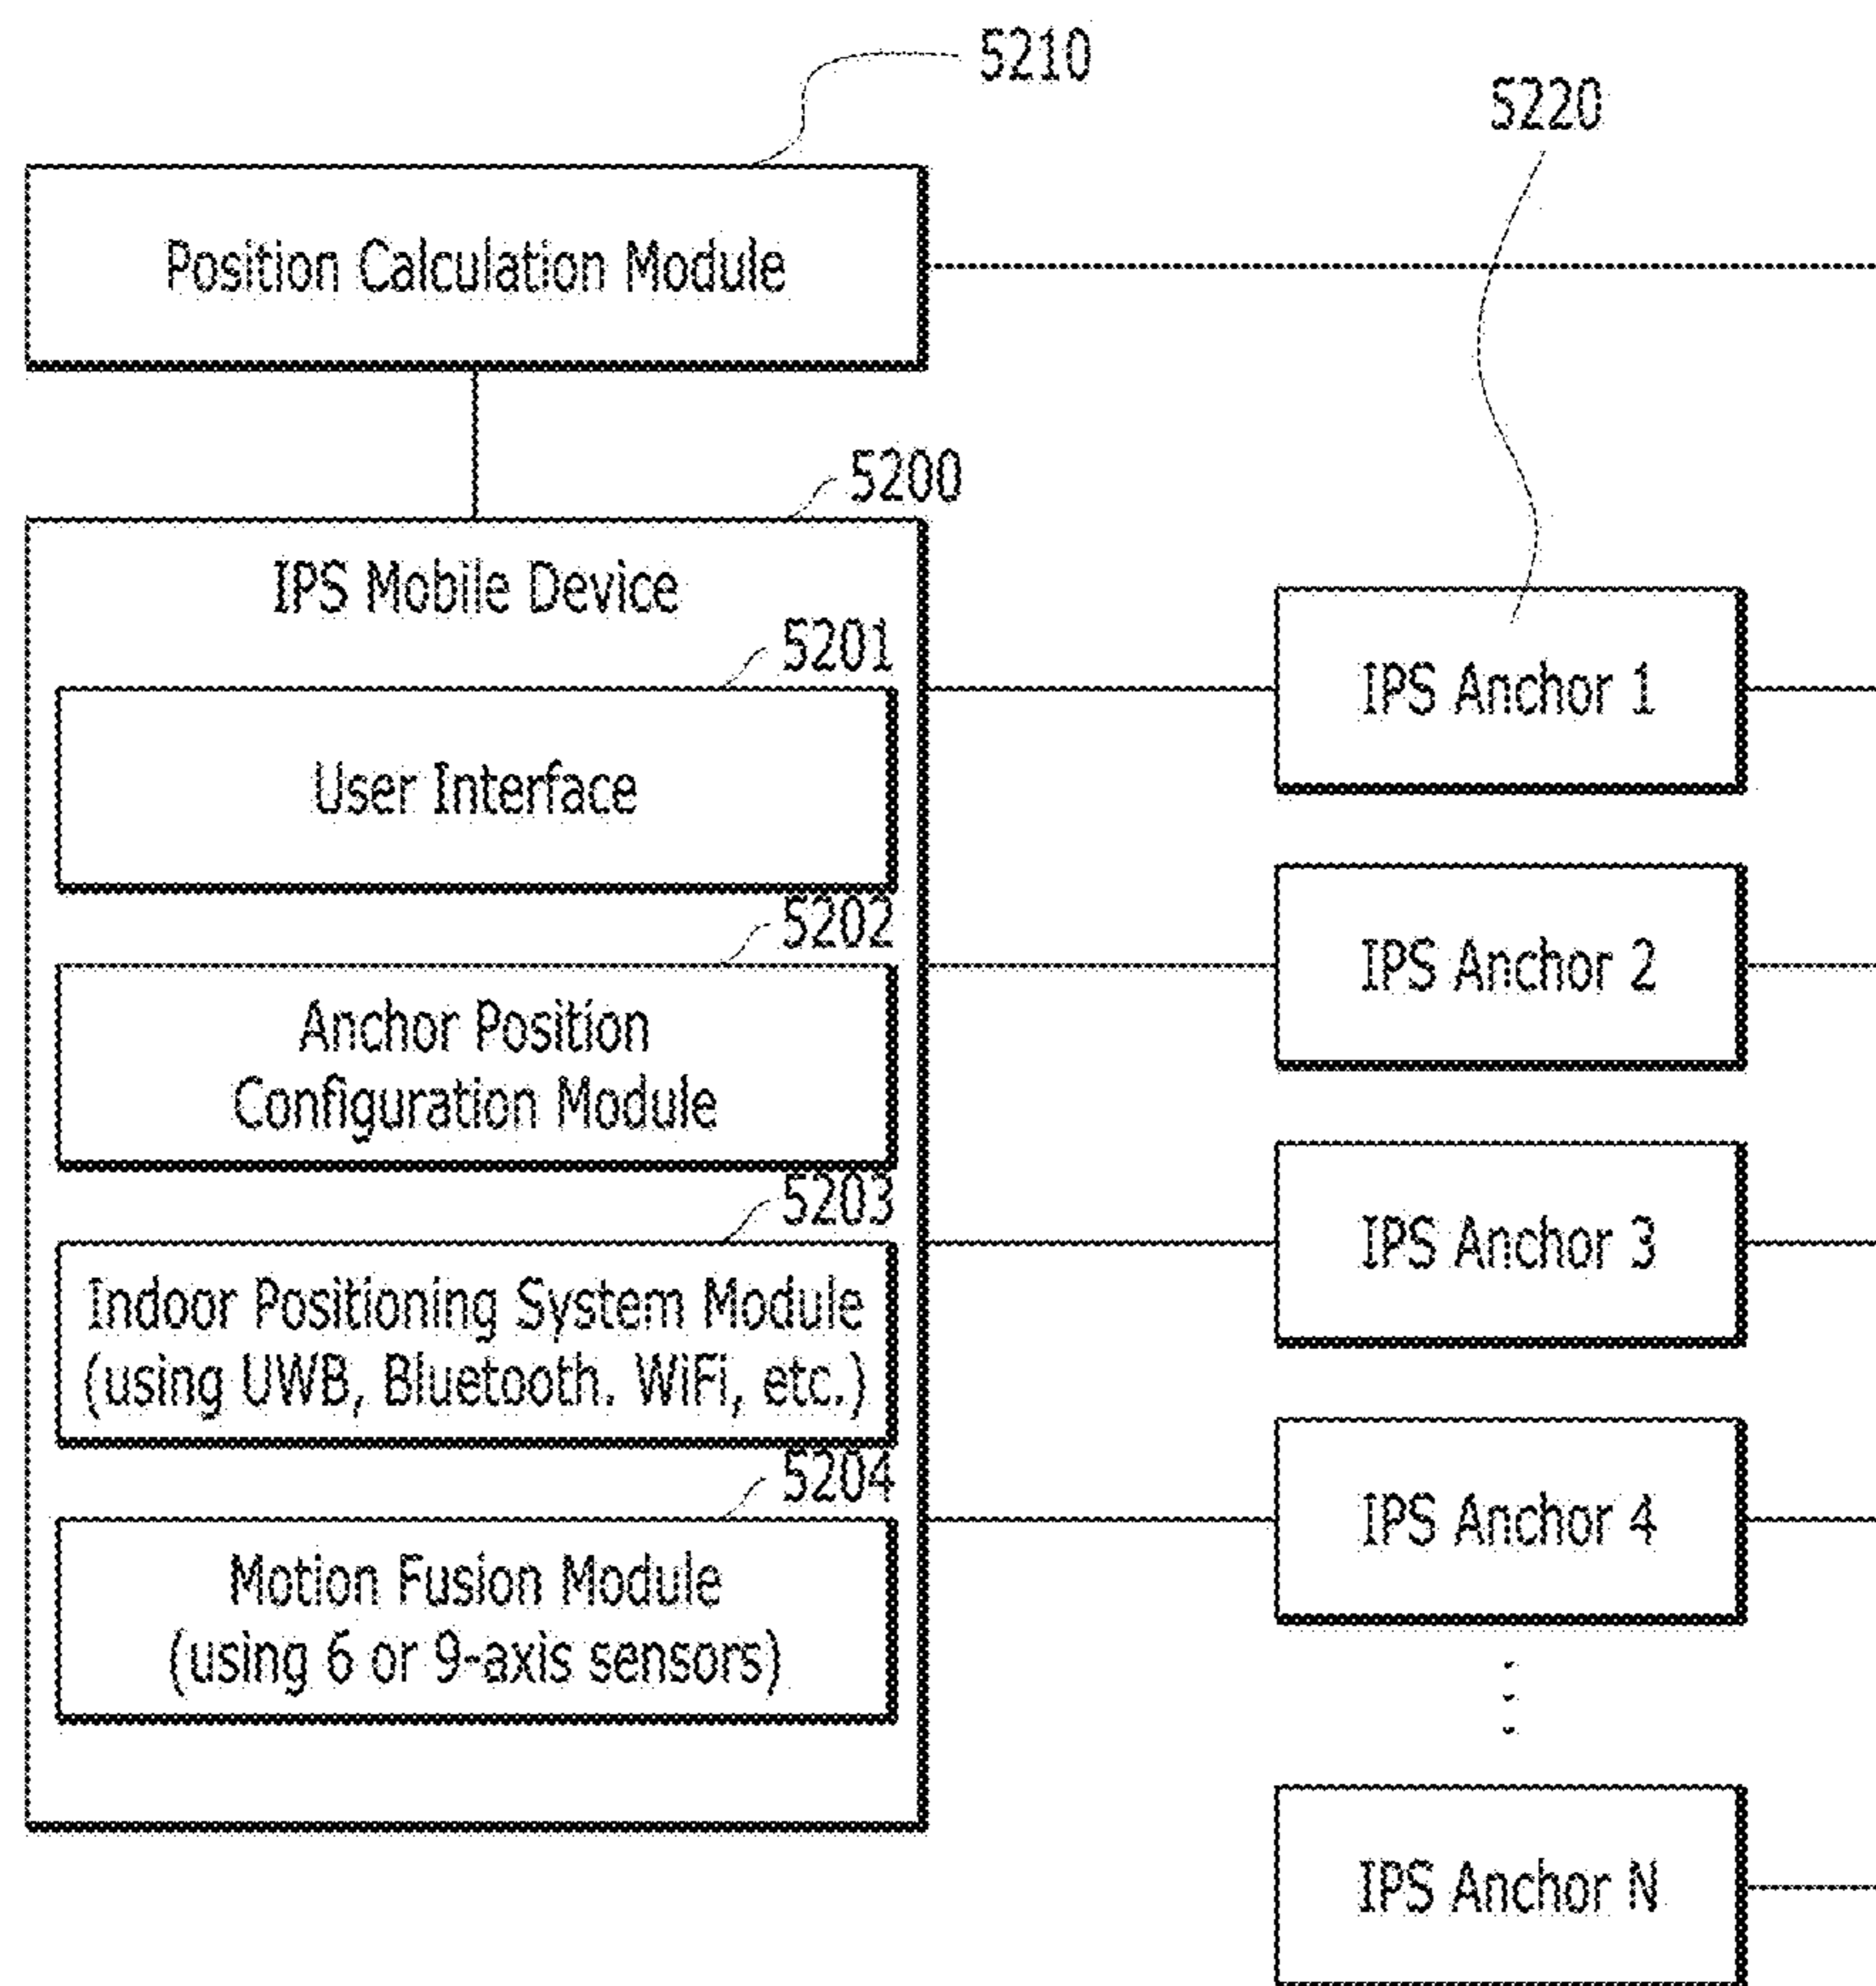 5210
5220
Position Calculation Module
5200
IPS Mobile Device
5201
User Interface
5202
Anchor Position
Configuration Module
5203
Indoor Positioning System Module
(using UWB, Bluetooth. WiFi, etc.)
5204
Motion Fusion Module
(using 6 or 9-axis sensors)
IPS Anchor 1
IPS Anchor 2
IPS Anchor 3
IPS Anchor 4
IPS Anchor N